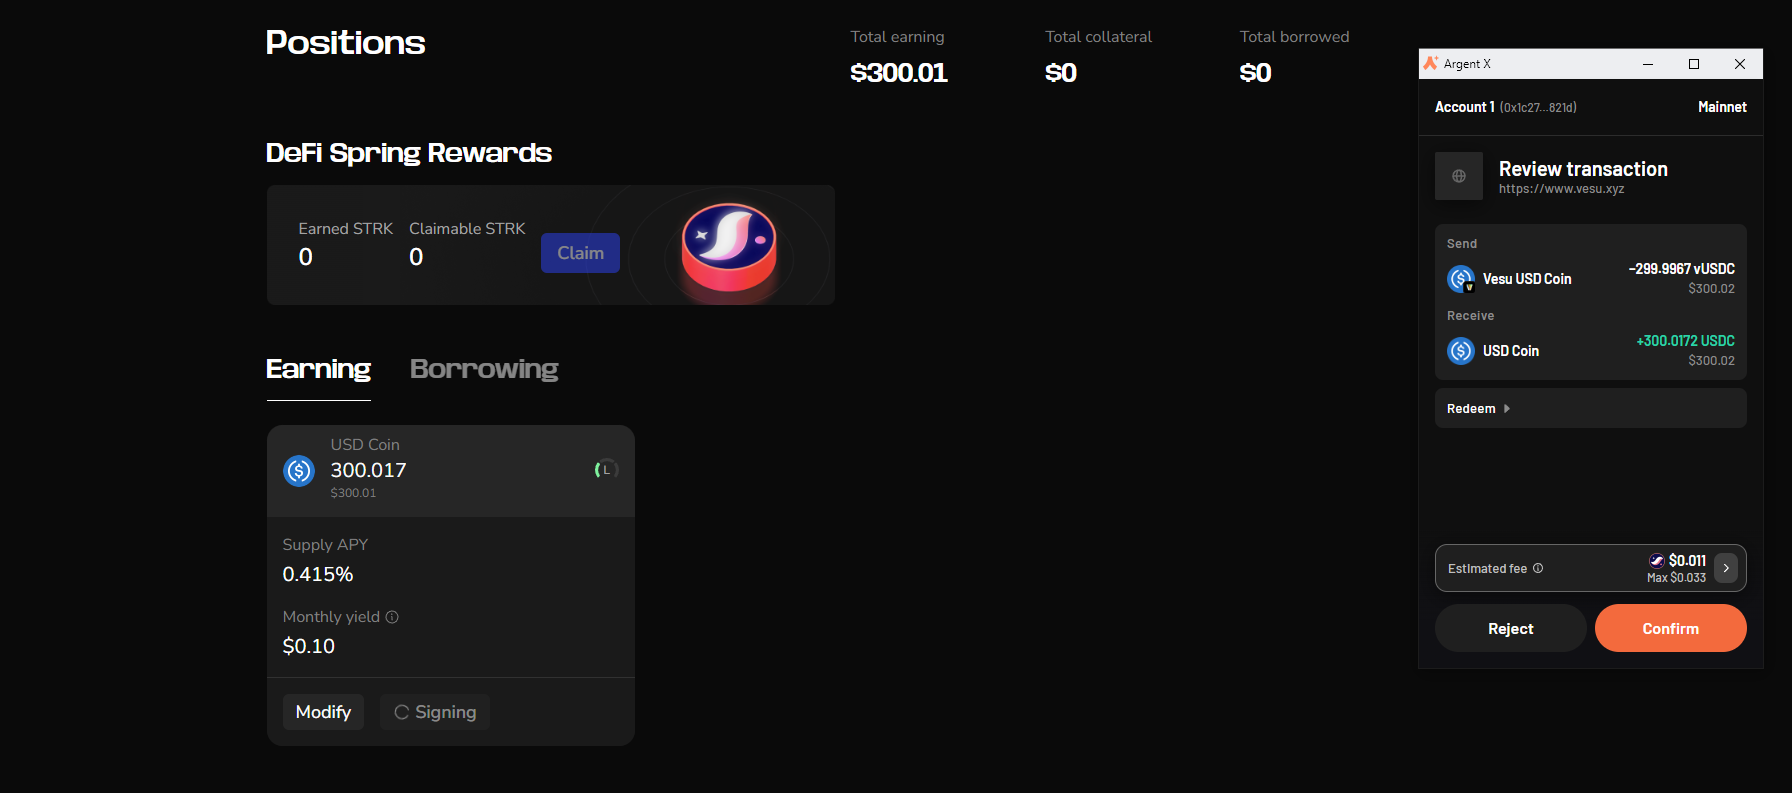 Positions
Total earning
$300.01
Total collateral
$0
Total borrowed
$0
DeFi Spring Rewards
Earned STRK
0
Claimable STRK
0
Claim
Earning
Borrowing
USD Coin
300.017
$300.01
L
Supply APY
0.415%
Monthly yield
$0.10
Modify
Signing
Argent X
Account 1 (0x1c27...821d)
Mainnet
Review transaction
https://www.vesu.xyz
Send
Vesu USD Coin
-299.9967 vUSDC
$300.02
Receive
USD Coin
+300.0172 USDC
$300.02
Redeem
Estimated fee
$0.011
Max $0.033
Reject
Confirm